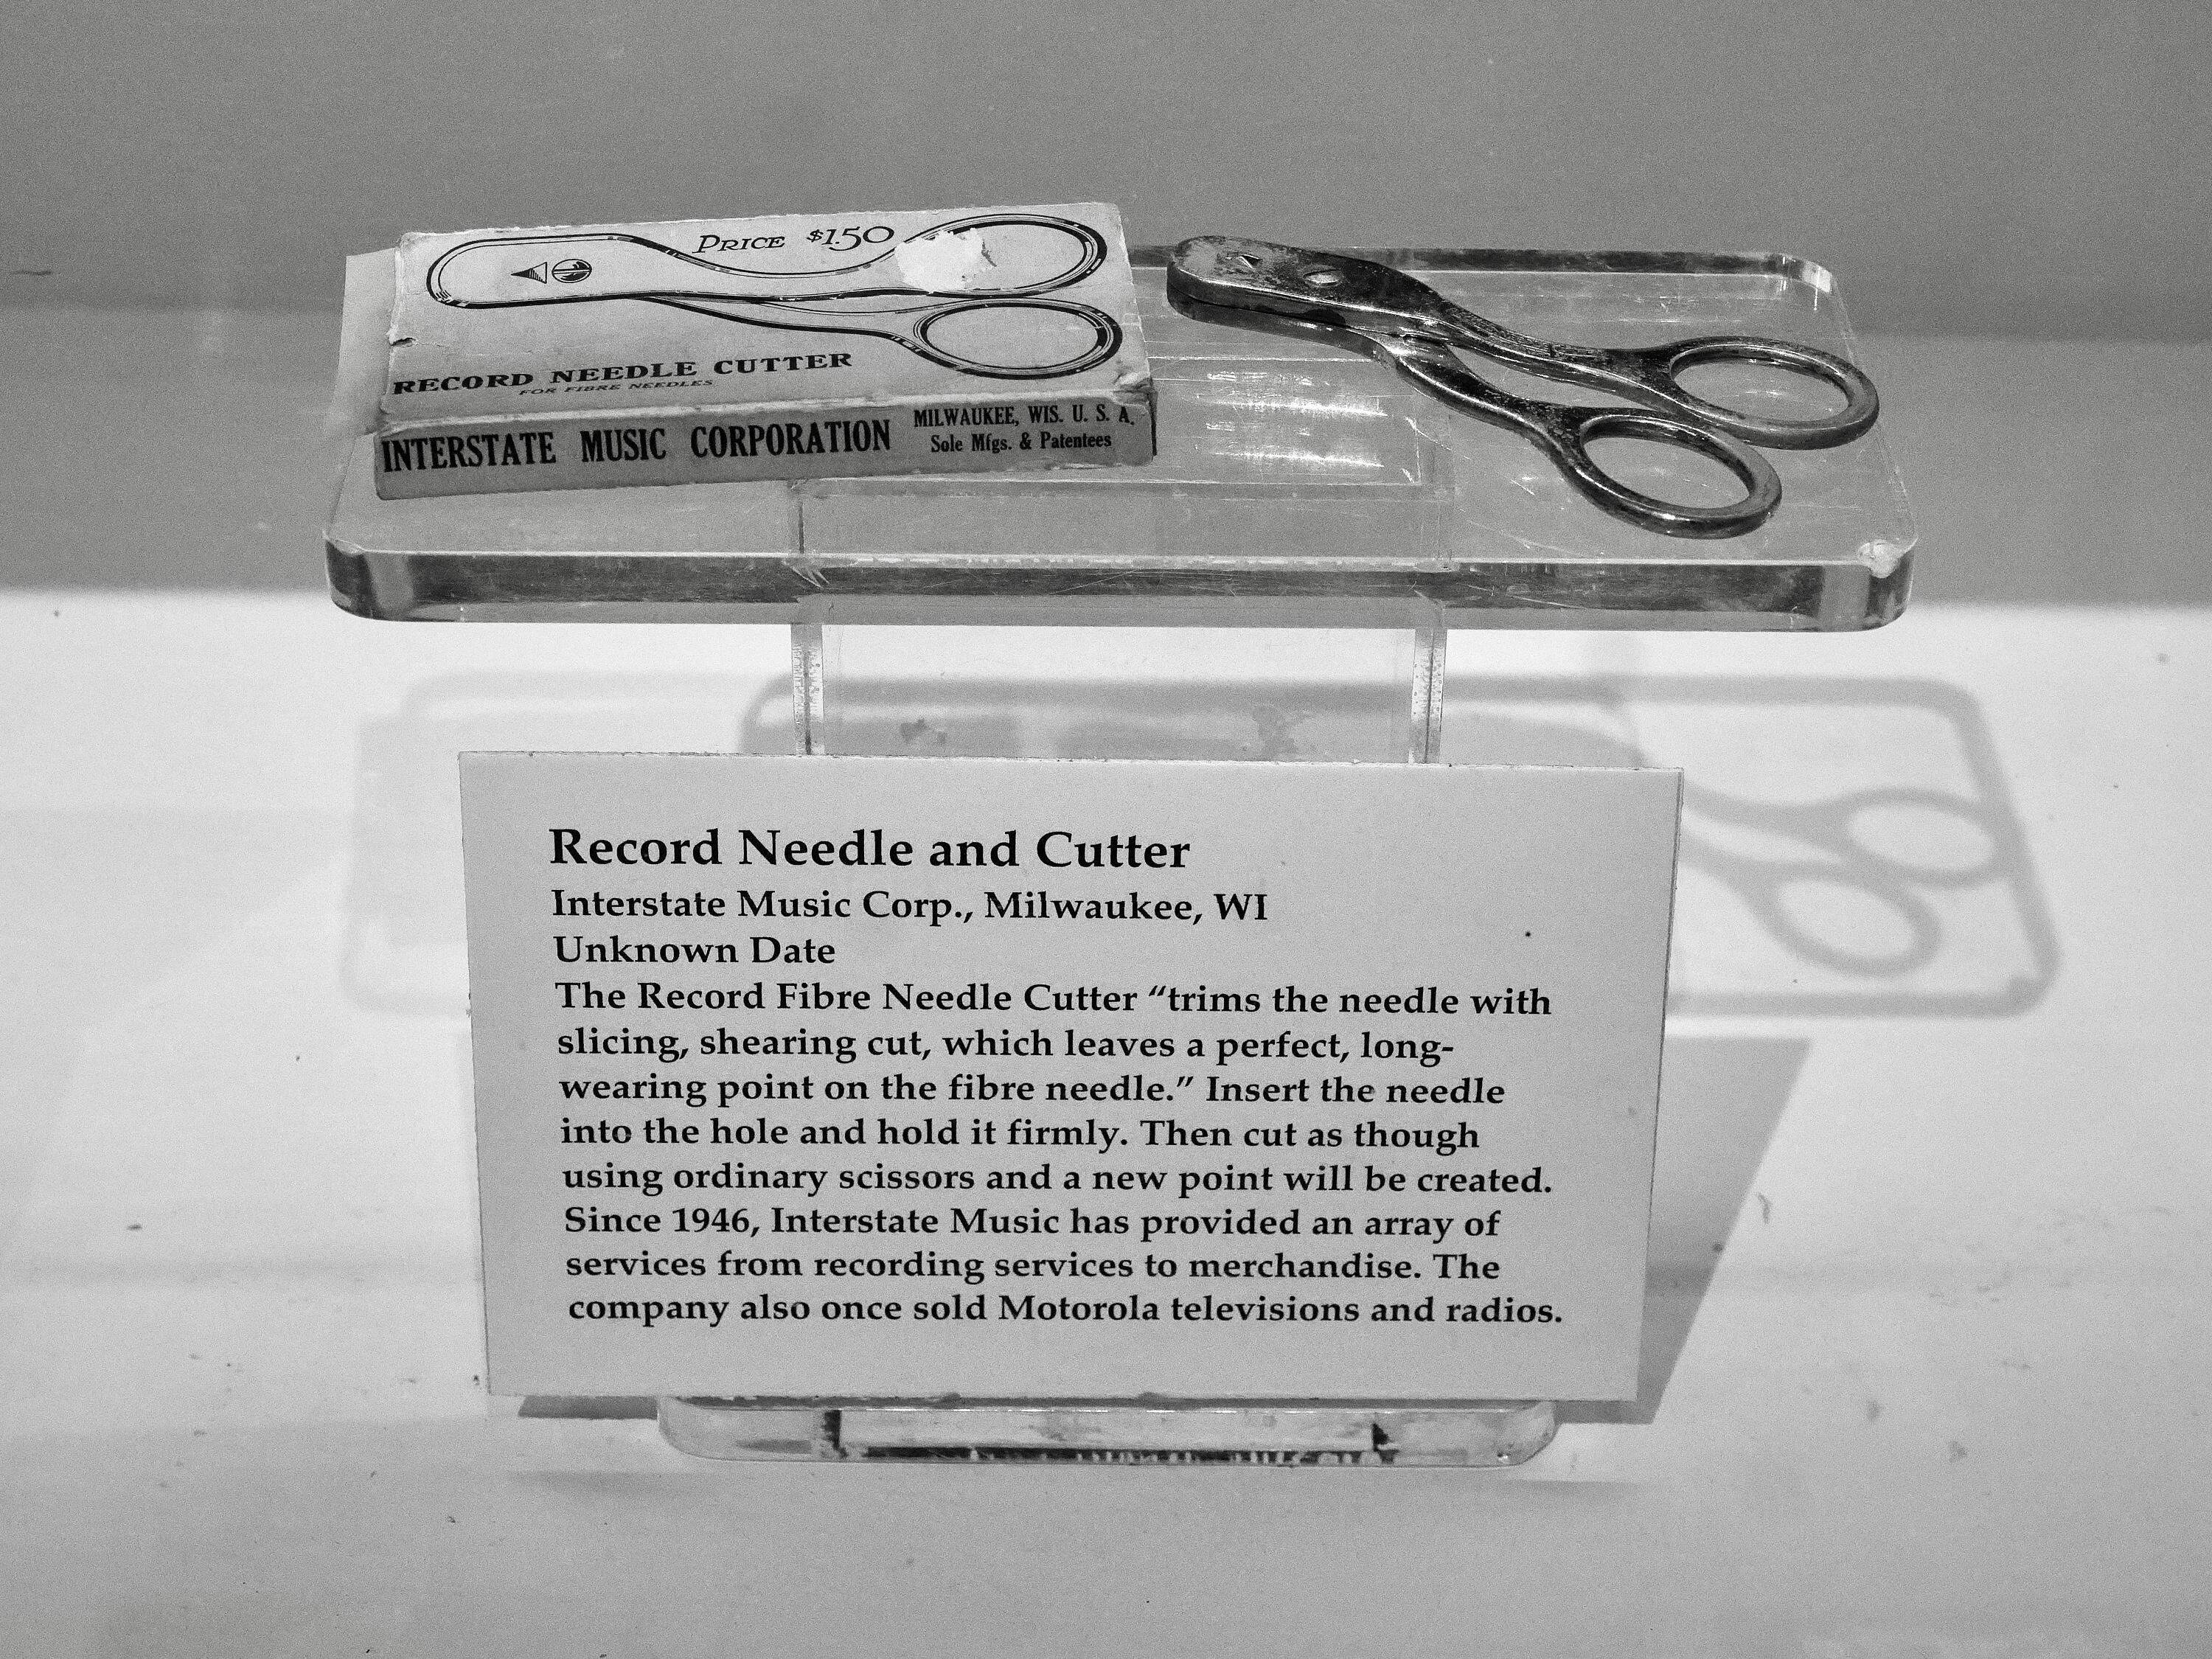 PRICE $1.50
RECORD NEEDLE CUTTER
FOR FIBRE NEEDLES
INTERSTATE MUSIC CORPORATION
MILWAUKEE, WIS. U. S. A.
Sole Mfgs. & Patentees
Record Needle and Cutter
Interstate Music Corp., Milwaukee, WI
Unknown Date
The Record Fibre Needle Cutter “trims the needle with
slicing, shearing cut, which leaves a perfect, long-
wearing point on the fibre needle.” Insert the needle
into the hole and hold it firmly. Then cut as though
using ordinary scissors and a new point will be created.
Since 1946, Interstate Music has provided an array of
services from recording services to merchandise. The
company also once sold Motorola televisions and radios.